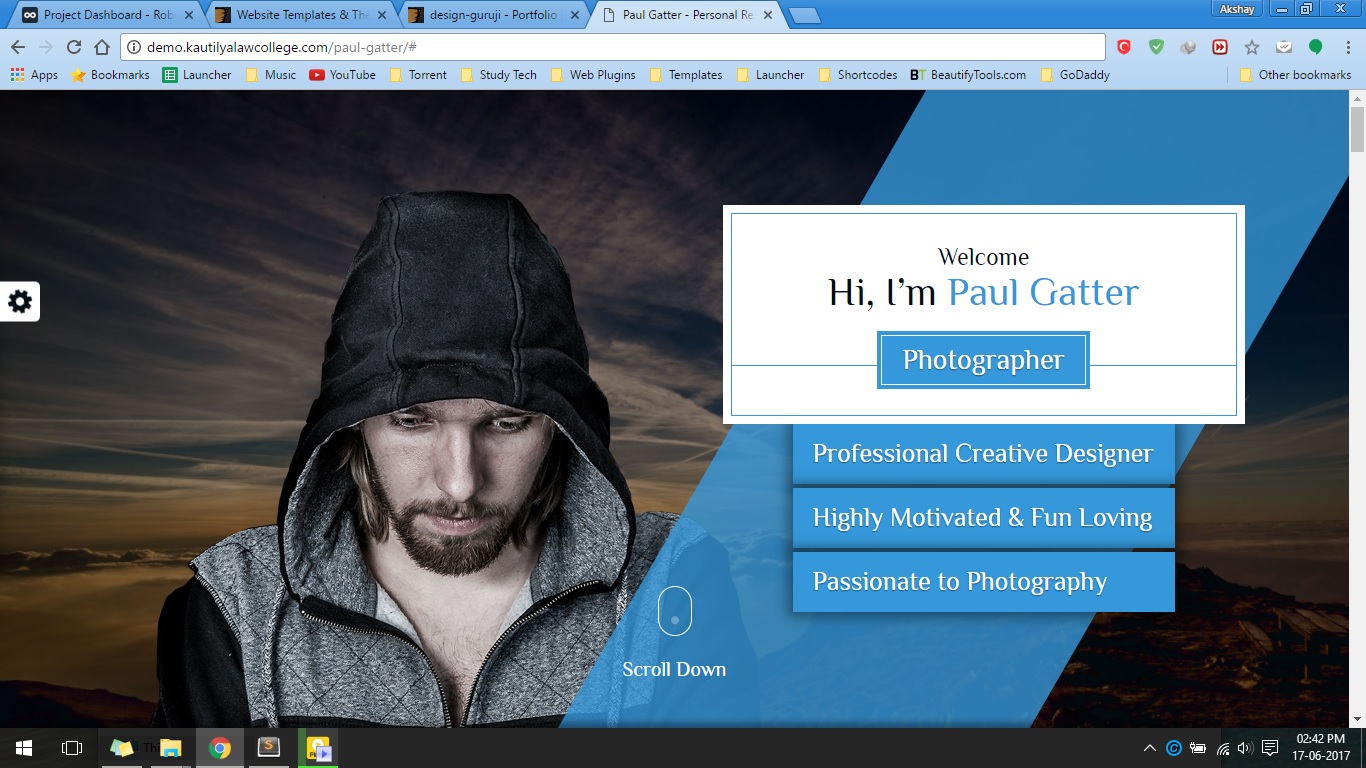 Project Dashboard - Rob
Website Templates & The
design-guruji - Portfolio
Paul Gatter - Personal Re
Akshay
demo.kautilyalawcollege.com/paul-gatter/#
Apps
Bookmarks
Launcher
Music
YouTube
Torrent
Study Tech
Web Plugins
Templates
Launcher
Shortcodes
BT BeautifyTools.com
GoDaddy
Other bookmarks
Welcome
Hi, I’m Paul Gatter
Photographer
Professional Creative Designer
Highly Motivated & Fun Loving
Passionate to Photography
Scroll Down
02:42 PM
17-06-2017